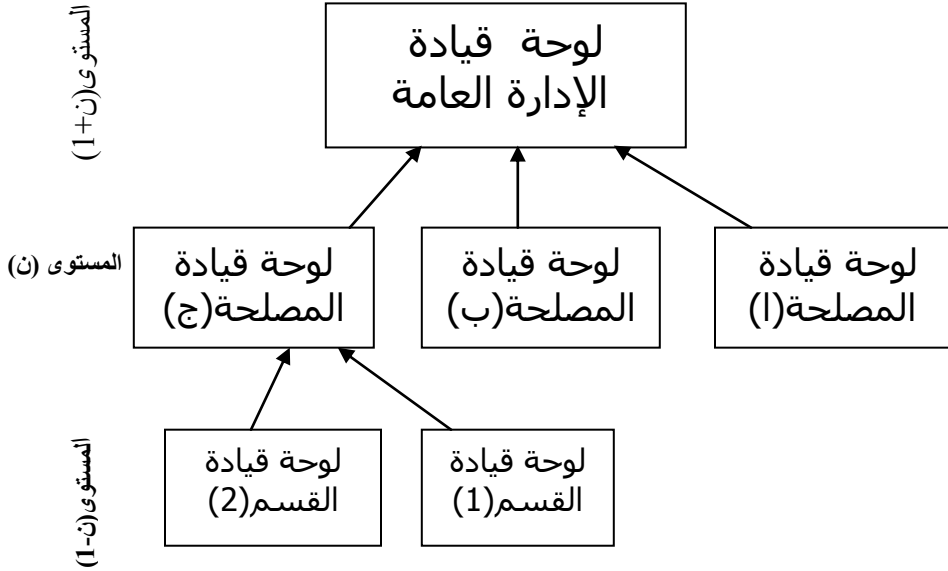 المستوى(ن+1)
لوحة قيادة
الإدارة العامة
المستوى (ن)
لوحة قيادة
المصلحة(ا)
لوحة قيادة
المصلحة(ب)
لوحة قيادة
المصلحة(ج)
المستوى(ن-1)
لوحة قيادة
القسم(1)
لوحة قيادة
القسم(2)